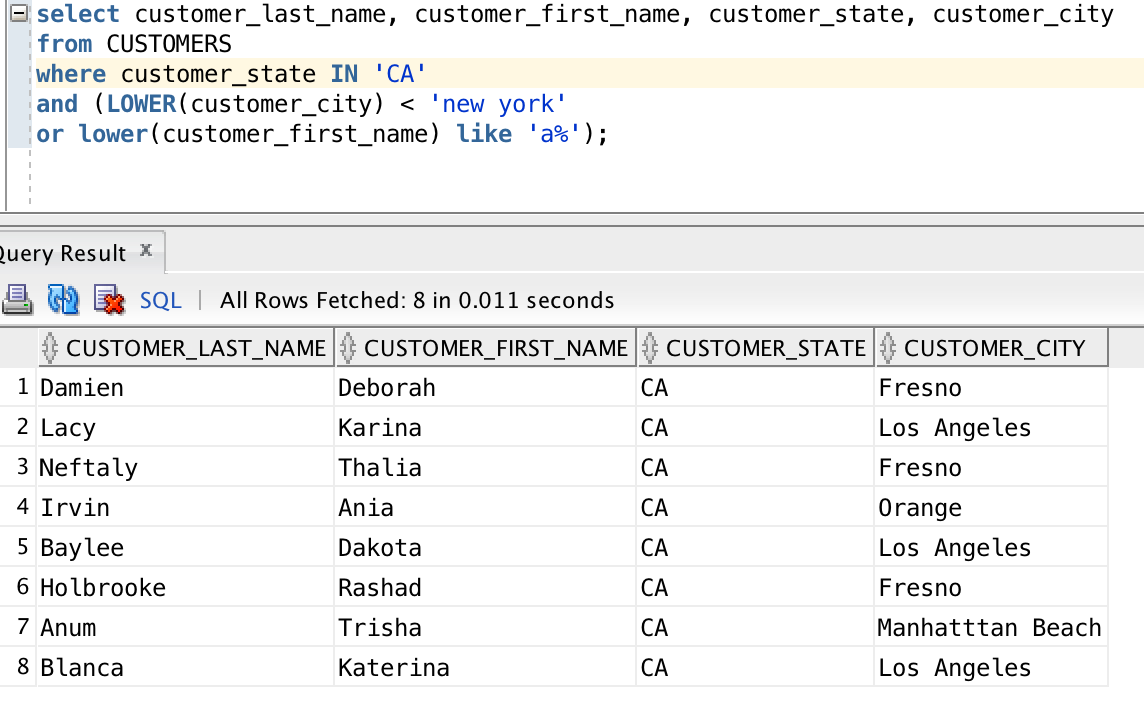 select customer_last_name, customer_first_name, customer_state, customer_city
from CUSTOMERS
where customer_state IN 'CA'
and (LOWER(customer_city) < 'new york'
or lower(customer_first_name) like 'a%');
Query Result x
SQL | All Rows Fetched: 8 in 0.011 seconds
CUSTOMER_LAST_NAME CUSTOMER_FIRST_NAME CUSTOMER_STATE CUSTOMER_CITY
1 Damien Deborah CA Fresno
2 Lacy Karina CA Los Angeles
3 Neftaly Thalia CA Fresno
4 Irvin Ania CA Orange
5 Baylee Dakota CA Los Angeles
6 Holbrooke Rashad CA Fresno
7 Anum Trisha CA Manhatttan Beach
8 Blanca Katerina CA Los Angeles